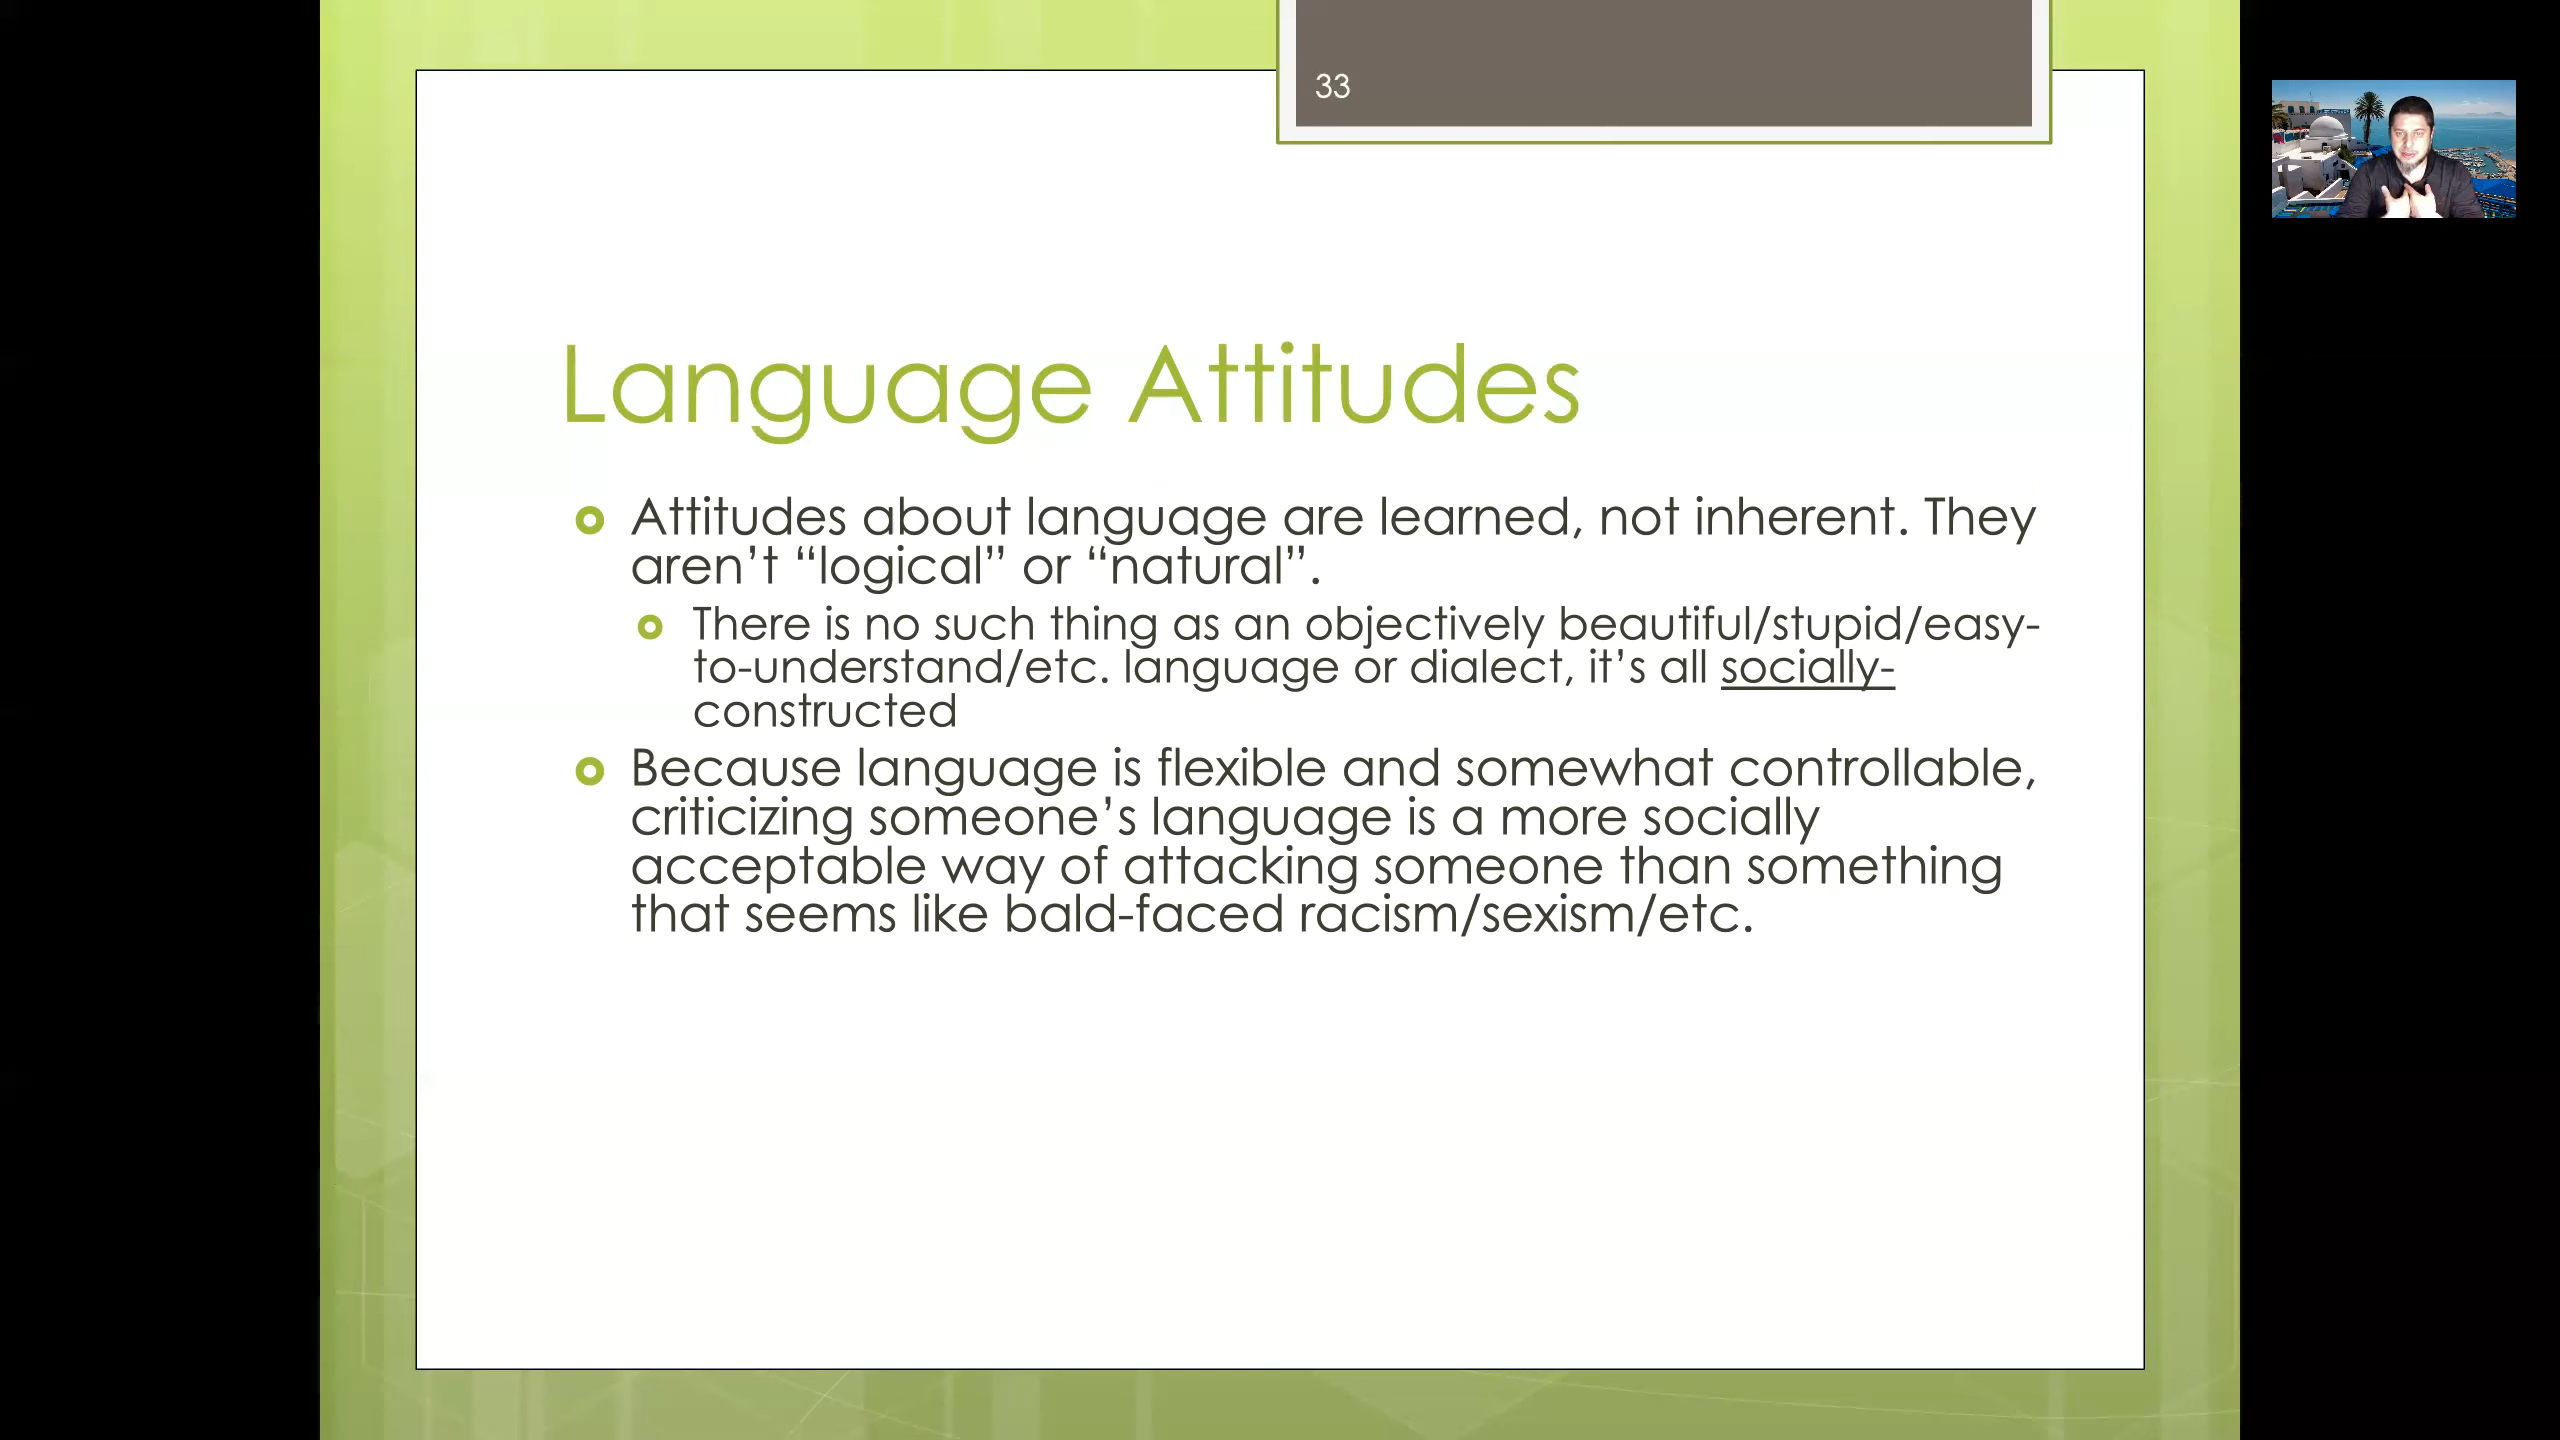 33
Language Attitudes
Attitudes about language are learned, not inherent. They
aren’t “logical” or “natural”.
There is no such thing as an objectively beautiful/stupid/easy-
to-understand/etc. language or dialect, it’s all socially-
constructed
Because language is flexible and somewhat controllable,
criticizing someone’s language is a more socially
acceptable way of attacking someone than something
that seems like bald-faced racism/sexism/etc.